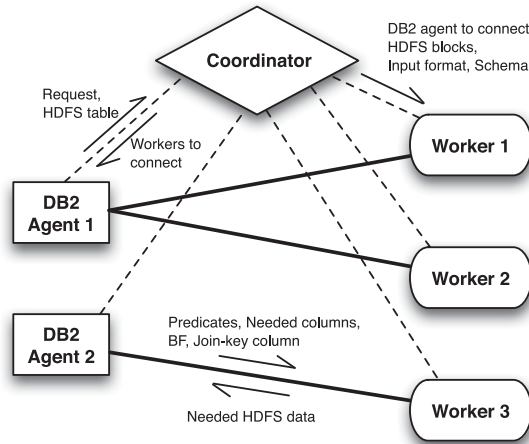 DB2 agent to connect
HDFS blocks,
Input format, Schema
Coordinator
Request,
HDFS table
Workers to
connect
Worker 1
DB2
Agent 1
Worker 2
DB2
Agent 2
Predicates, Needed columns,
BF, Join-key column
Needed HDFS data
Worker 3